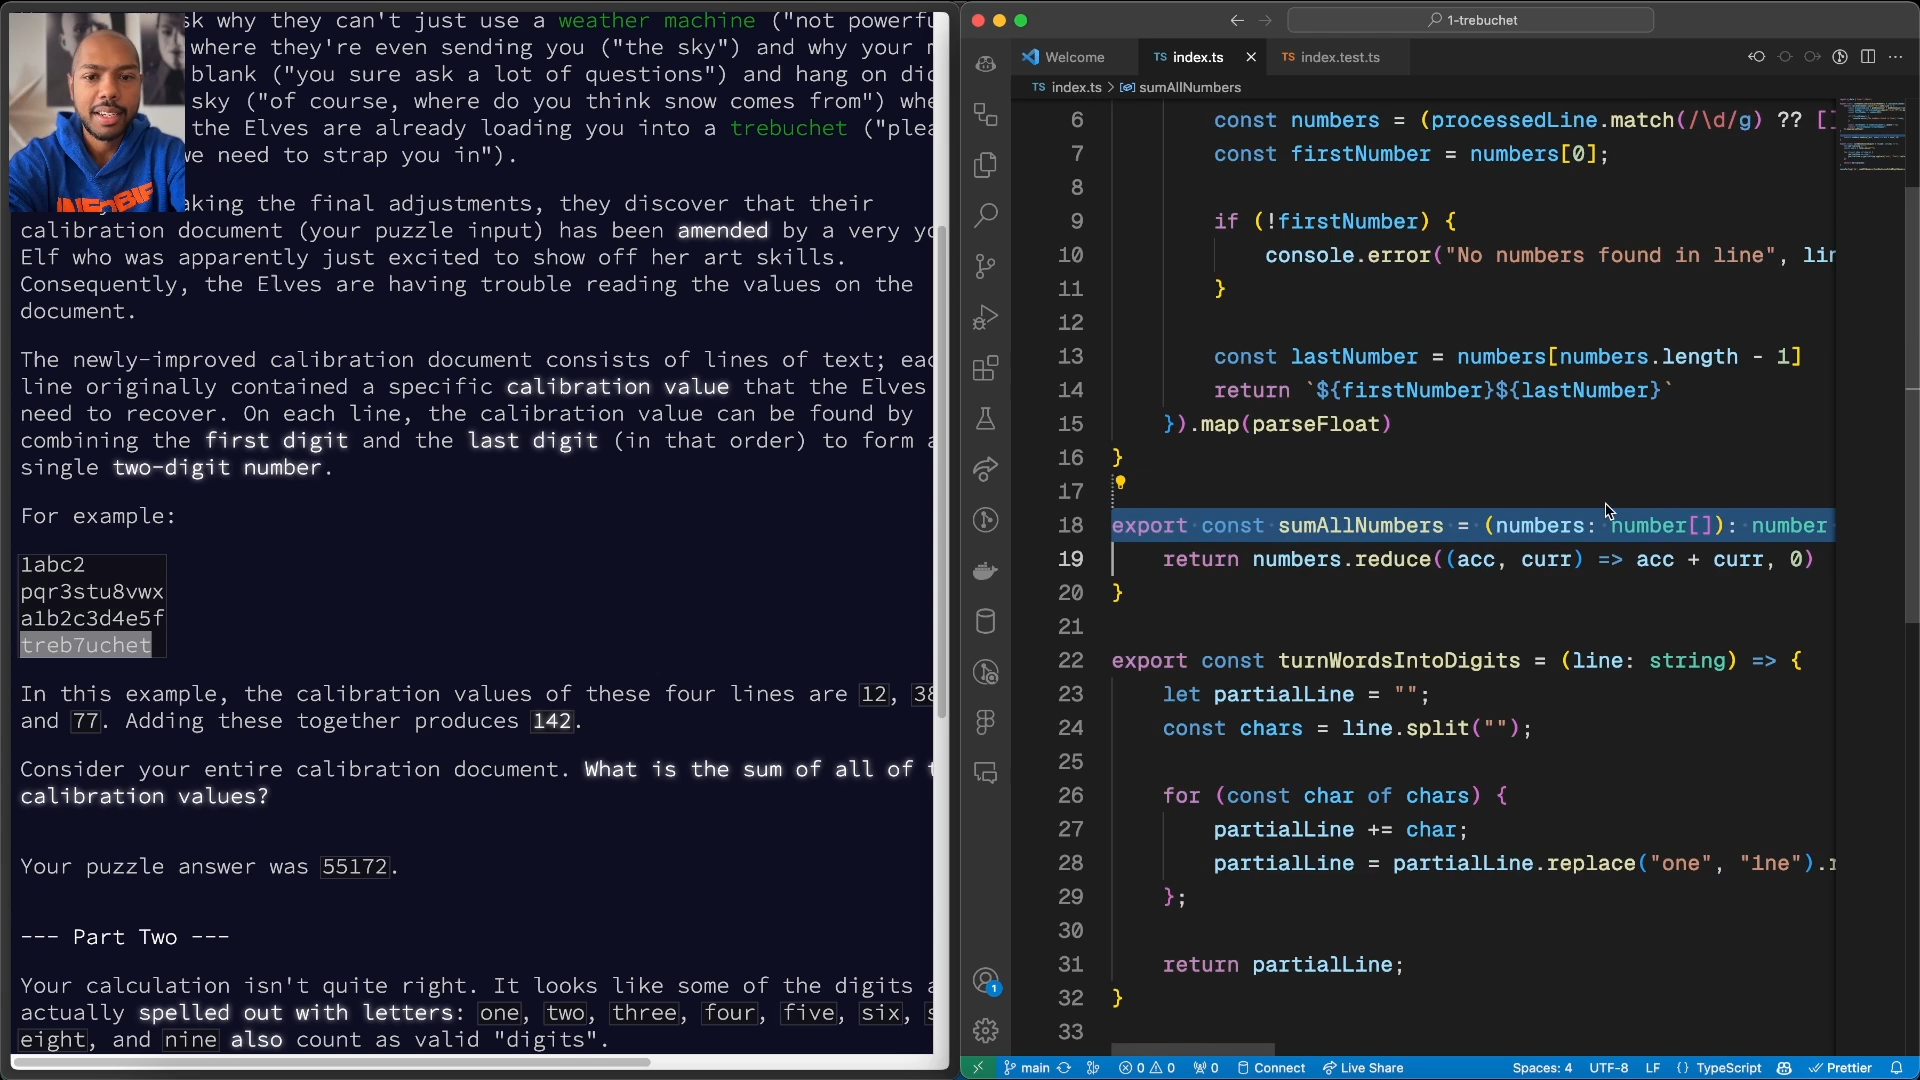 sk why they can't just use a weather machine ("not powerfu
where they're even sending you ("the sky") and why your
blank ("you sure ask a lot of questions") and hang on did
sky ("of course, where do you think snow comes from") whe
the Elves are already loading you into a trebuchet ("plea
we need to strap you in").
aking the final adjustments, they discover that their
calibration document (your puzzle input) has been amended by a very yo
Elf who was apparently just excited to show off her art skills.
Consequently, the Elves are having trouble reading the values on the
document.
The newly-improved calibration document consists of lines of text; eac
line originally contained a specific calibration value that the Elves
need to recover. On each line, the calibration value can be found by
combining the first digit and the last digit (in that order) to form a
single two-digit number.
For example:
1abc2
pqr3stu8vwx
a1b2c3d4e5f
treb7uchet
In this example, the calibration values of these four lines are 12, 38
and 77. Adding these together produces 142.
Consider your entire calibration document. What is the sum of all of t
calibration values?
Your puzzle answer was 55172.
--- Part Two ---
Your calculation isn't quite right. It looks like some of the digits a
actually spelled out with letters: one, two, three, four, five, six, s
eight, and nine also count as valid "digits".
1-trebuchet
Welcome
TS index.ts
TS index.test.ts
TS index.ts > sumAllNumbers
6 const numbers = (processedLine.match(/\d/g) ?? []
7 const firstNumber = numbers[0];
8
9 if (!firstNumber) {
10 console.error("No numbers found in line", lin
11 }
12
13 const lastNumber = numbers[numbers.length - 1]
14 return `${firstNumber}${lastNumber}`
15 }).map(parseFloat)
16 }
17
18 export const sumAllNumbers = (numbers: number[]): number
19 return numbers.reduce((acc, curr) => acc + curr, 0)
20 }
21
22 export const turnWordsIntoDigits = (line: string) => {
23 let partialLine = "";
24 const chars = line.split("");
25
26 for (const char of chars) {
27 partialLine += char;
28 partialLine = partialLine.replace("one", "1ne").r
29 };
30
31 return partialLine;
32 }
33
1
main
0 0
0
Connect
Live Share
Spaces: 4
UTF-8
LF
{} TypeScript
Prettier